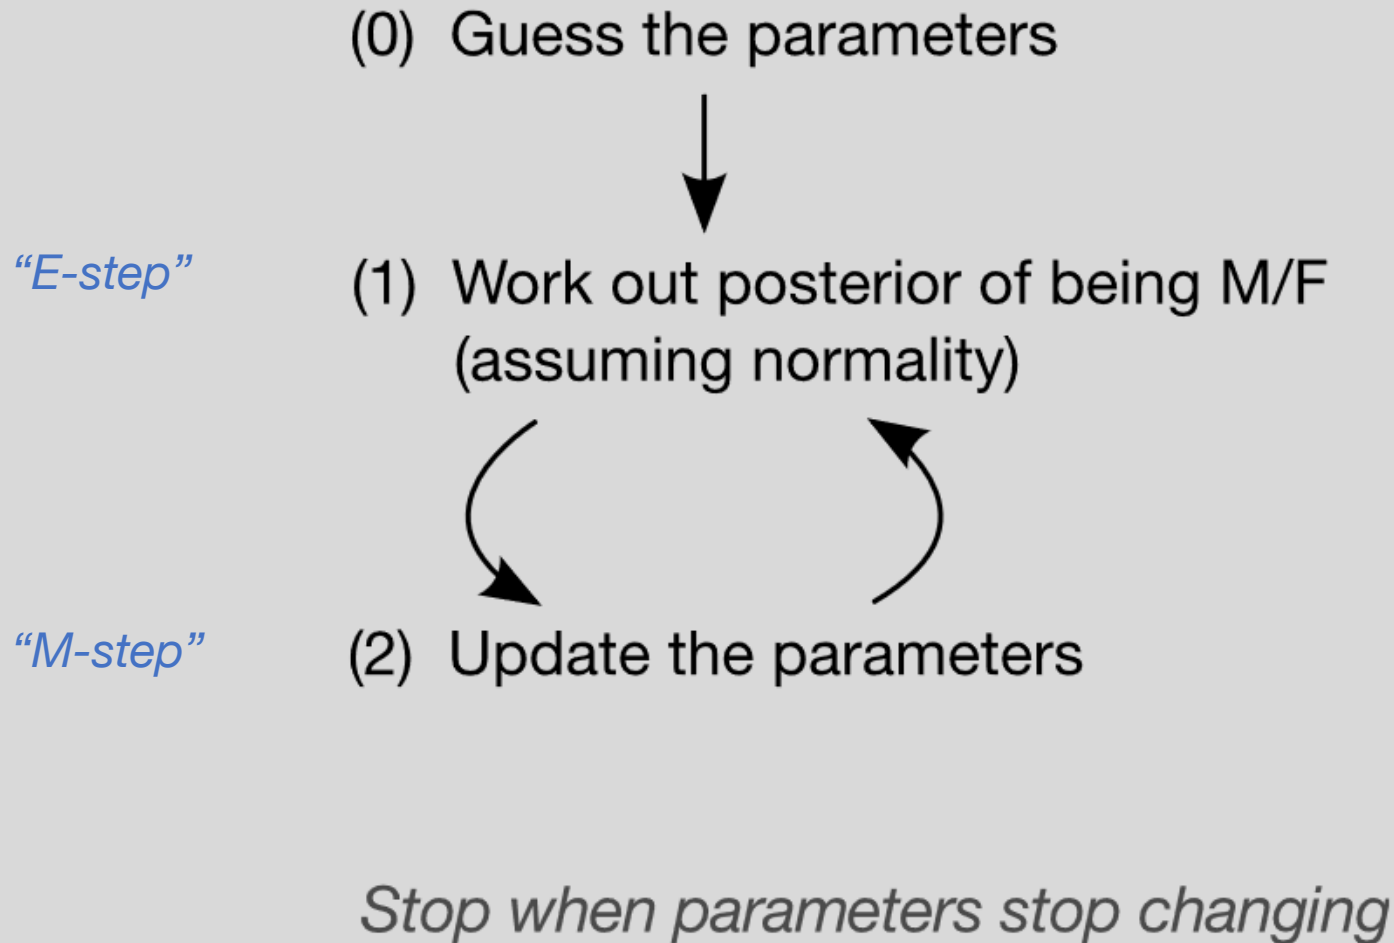 (0) Guess the parameters
“E-step”
(1) Work out posterior of being M/F
(assuming normality)
“M-step”
(2) Update the parameters
Stop when parameters stop changing